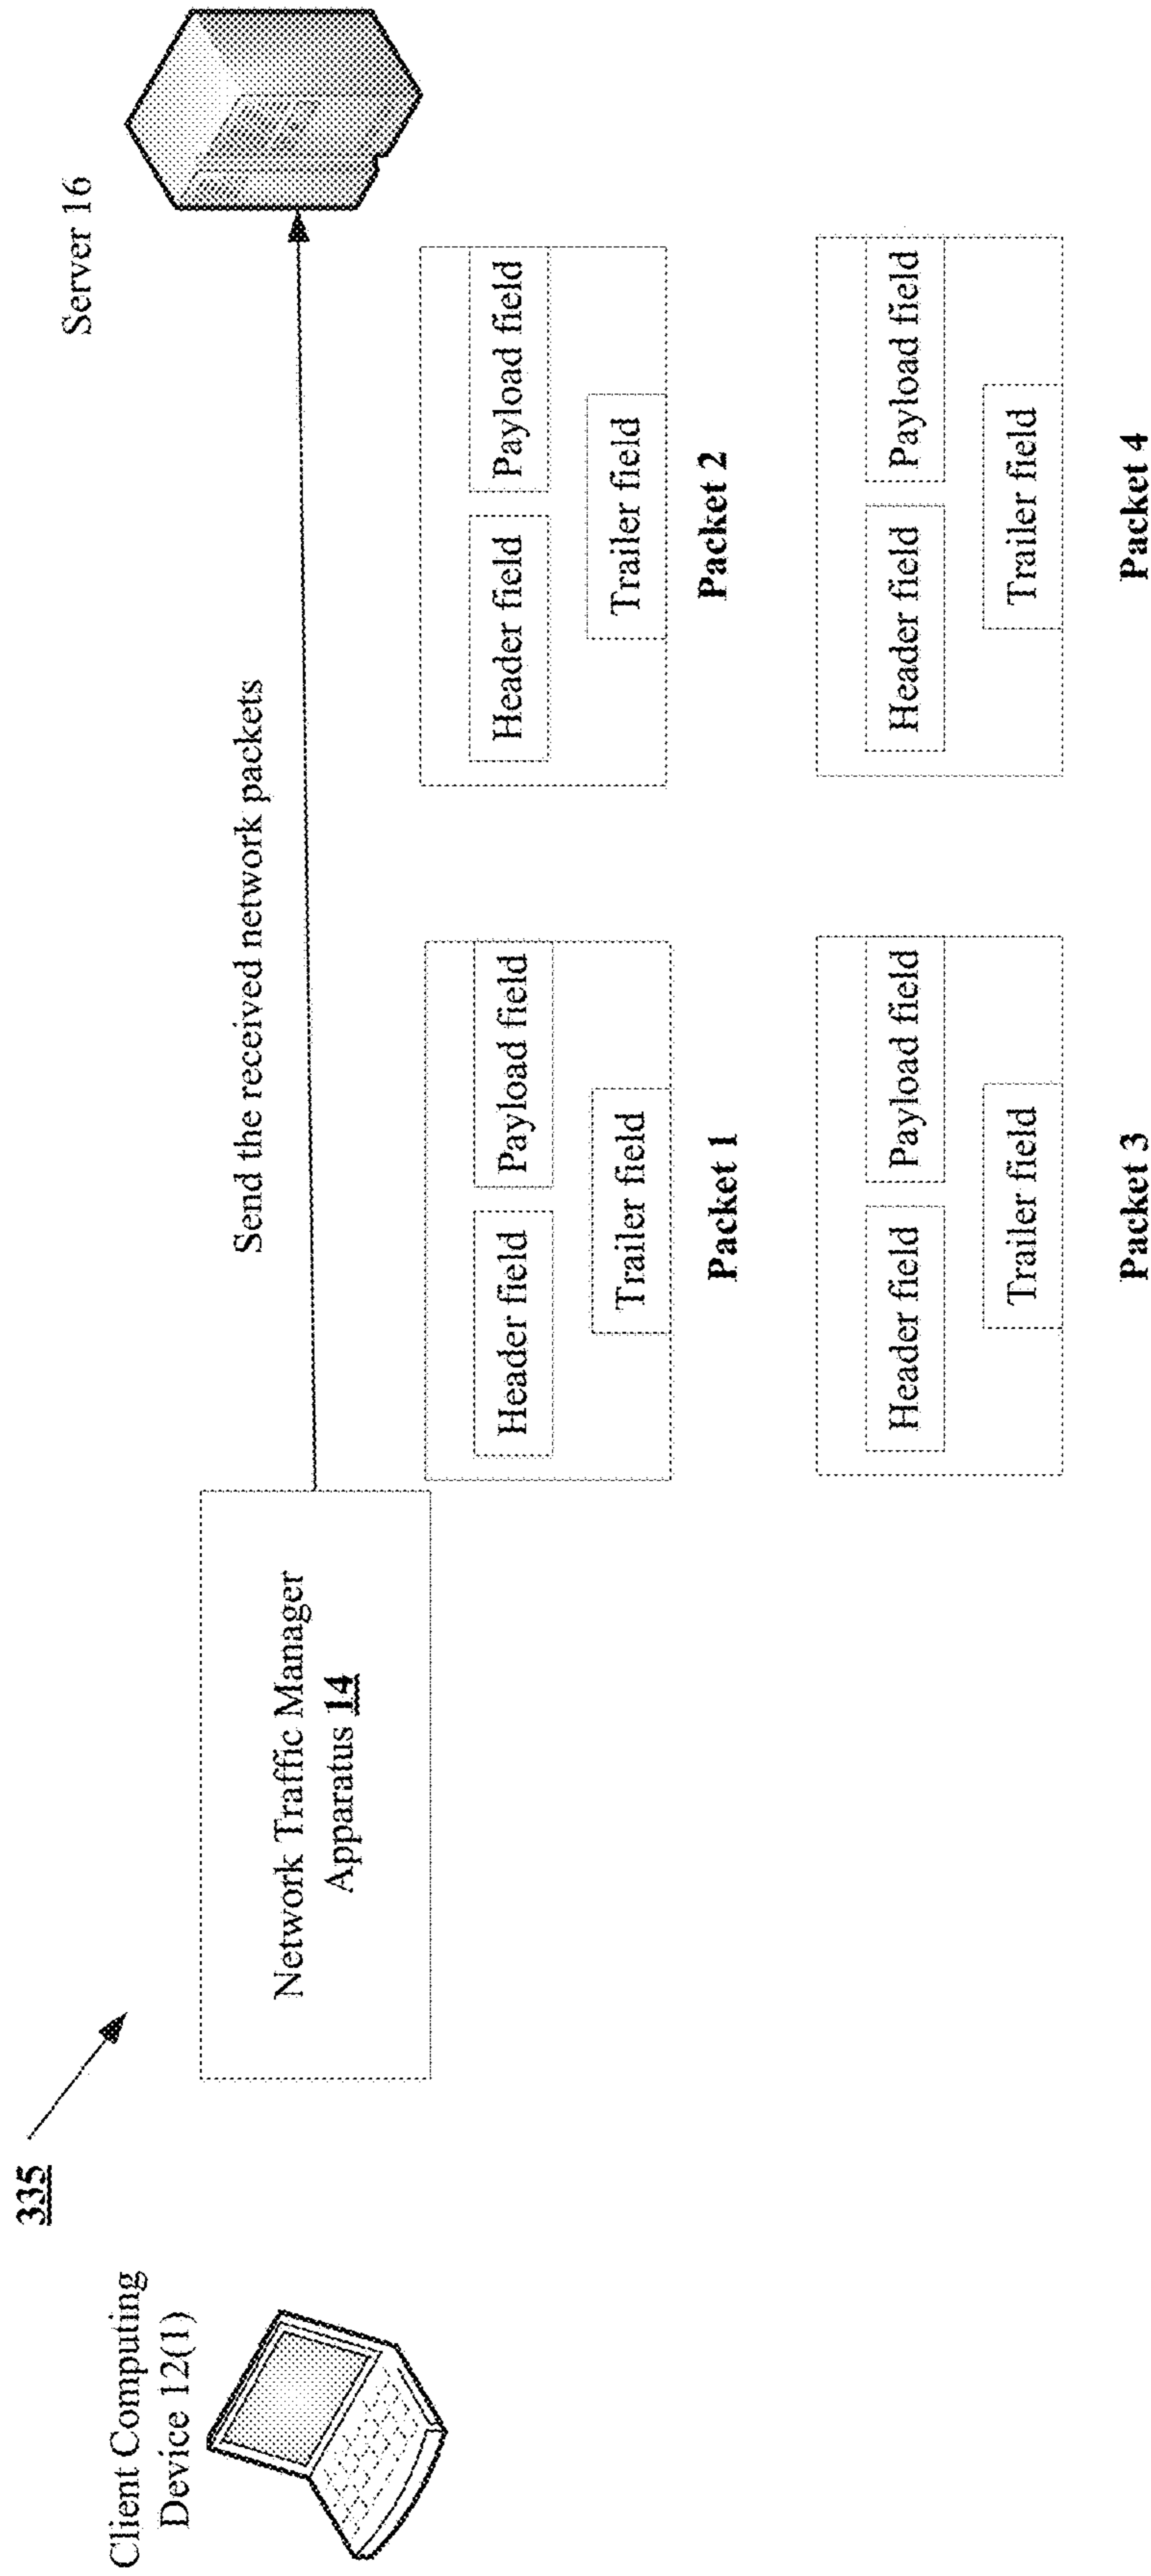 335
Client Computing
Device 12(1)
Network Traffic Manager
Apparatus 14
Send the received network packets
Server 16
Header field
Payload field
Trailer field
Packet 1
Header field
Payload field
Trailer field
Packet 2
Header field
Payload field
Trailer field
Packet 3
Header field
Payload field
Trailer field
Packet 4